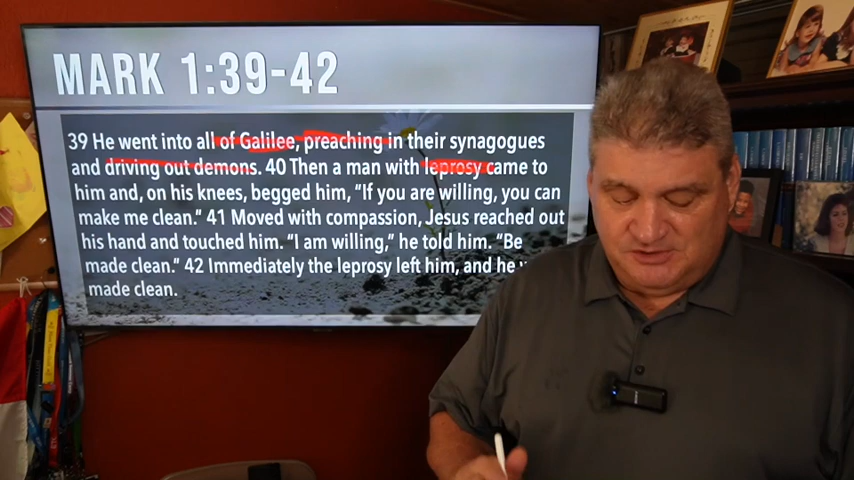 MARK 1:39-42
39 He went into all of Galilee, preaching in their synagogues
and driving out demons. 40 Then a man with leprosy came to
him and, on his knees, begged him, “If you are willing, you can
make me clean.” 41 Moved with compassion, Jesus reached out
his hand and touched him. “I am willing,” he told him. “Be
made clean.” 42 Immediately the leprosy left him, and he
made clean.